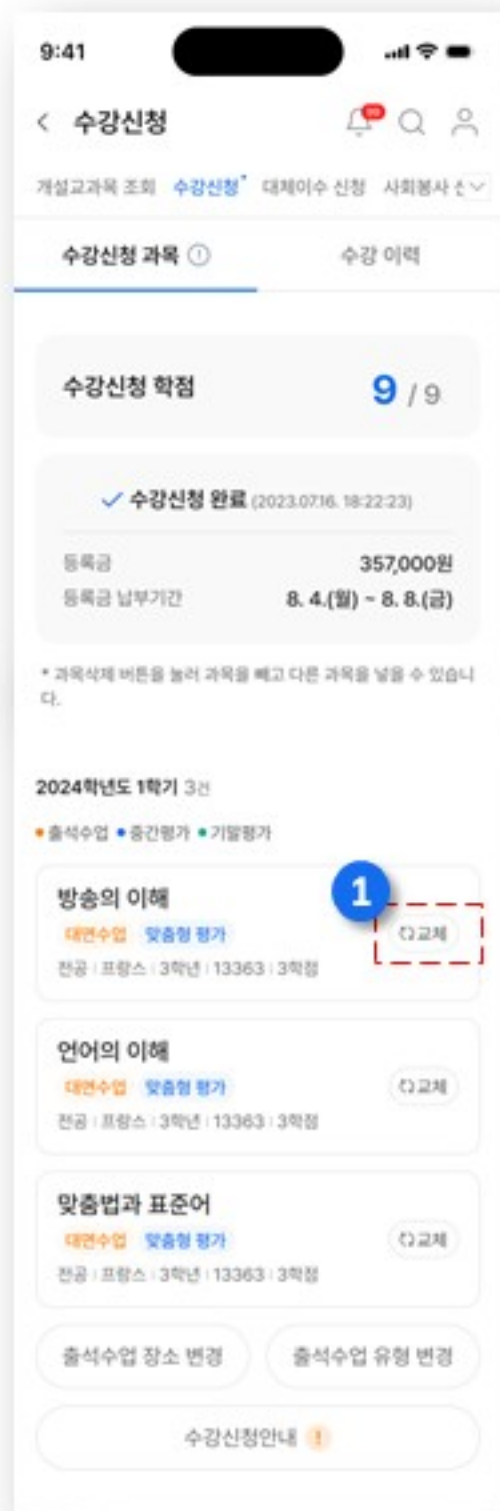 9:41
수강신청
개설교과목 조회 수강신청 대체이수 신청 사회봉사 신
수강신청 과목 수강 이력
수강신청 학점 9 / 9
수강신청 완료 (2023.07.16. 18:22:23)
등록금 357,000원
등록금 납부기간 8. 4.(월) ~ 8. 8.(금)
* 과목삭제 버튼을 눌러 과목을 빼고 다른 과목을 넣을 수 있습니
다.
2024학년도 1학기 3건
출석수업 중간평가 기말평가
방송의 이해 1
대면수업 맞춤형 평가 교체
전공 | 프랑스 | 3학년 | 13363 | 3학점
언어의 이해
대면수업 맞춤형 평가 교체
전공 | 프랑스 | 3학년 | 13363 | 3학점
맞춤법과 표준어
대면수업 맞춤형 평가 교체
전공 | 프랑스 | 3학년 | 13363 | 3학점
출석수업 장소 변경 출석수업 유형 변경
수강신청안내 !